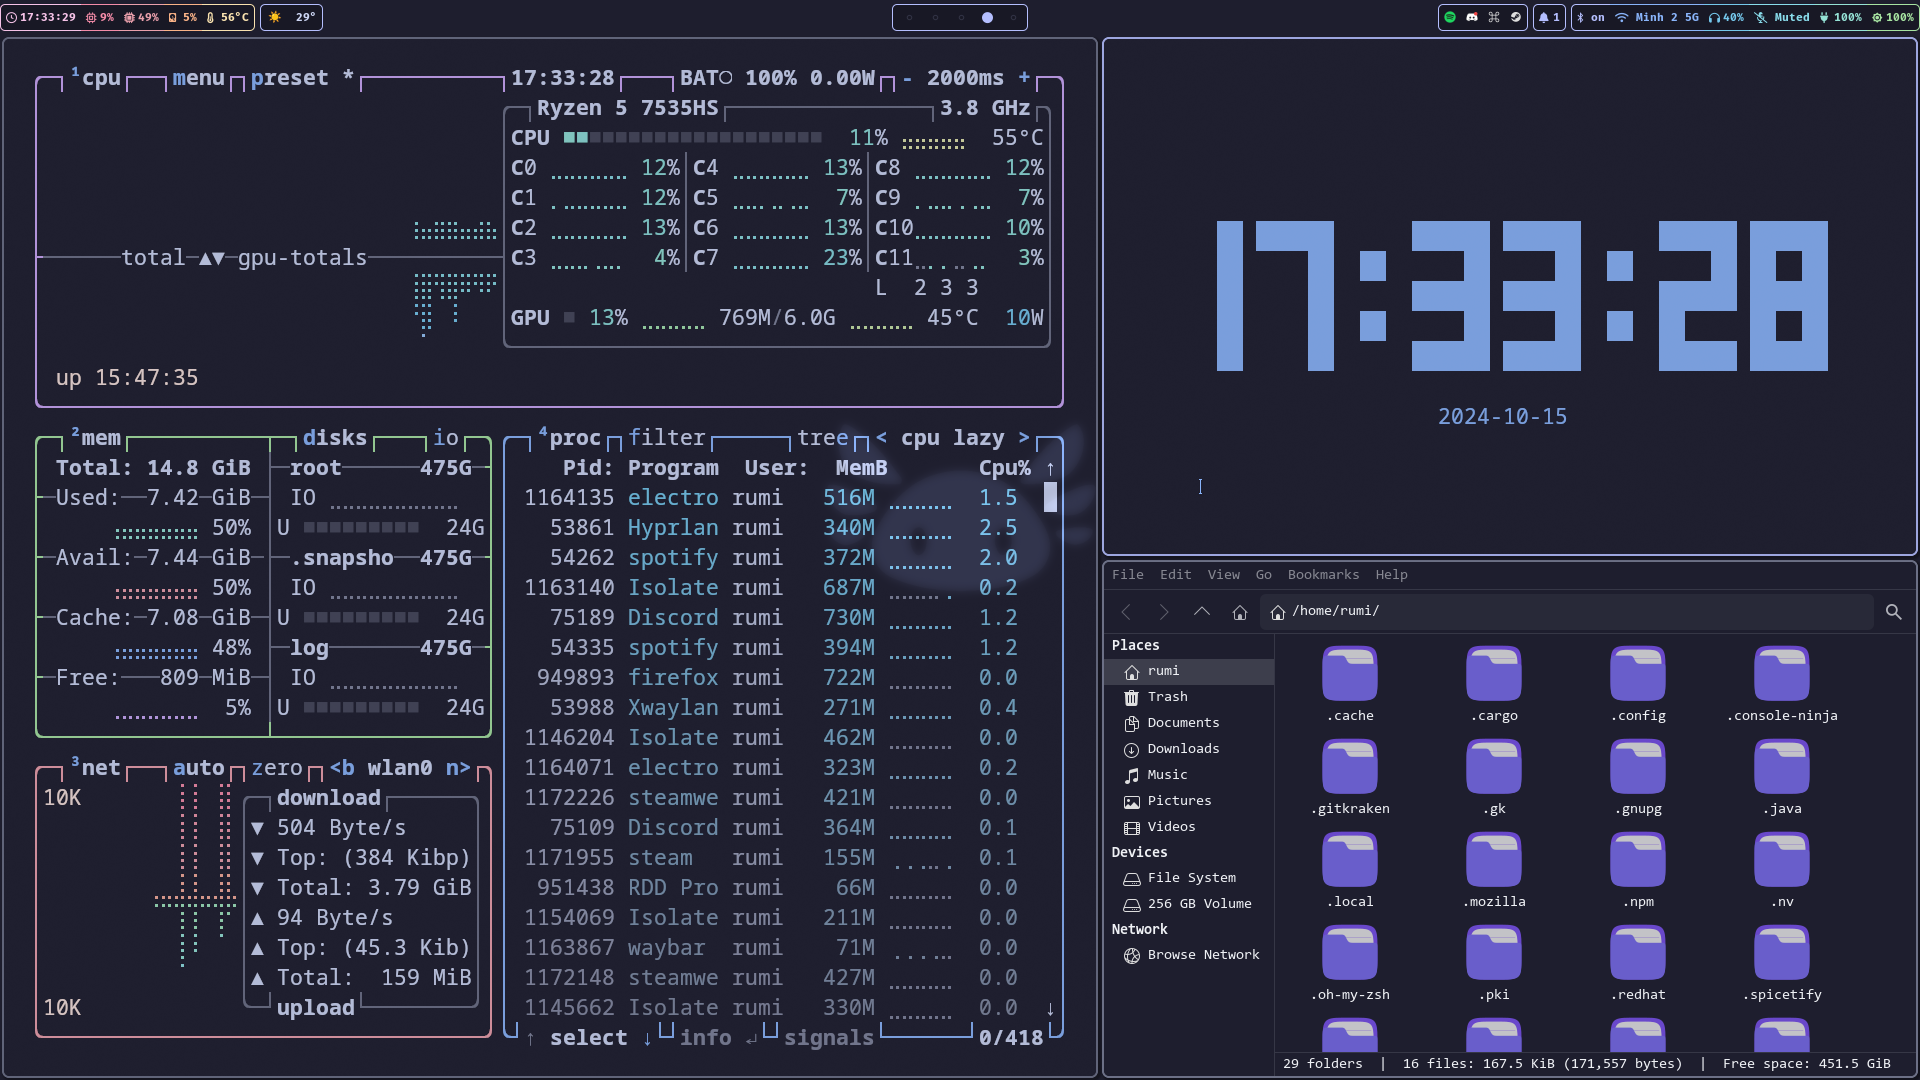 17:33:29 9% 49% 5% 56°C 29°
1 on Minh 2 5G 40% Muted 100% 100%
1cpu menu preset * 17:33:28 BAT 100% 0.00W - 2000ms +
Ryzen 5 7535HS 3.8 GHz
CPU 11% 55°C
C0 12% C4 13% C8 12%
C1 12% C5 7% C9 7%
C2 13% C6 13% C10 10%
C3 4% C7 23% C11 3%
total ▲▼ gpu-totals
L 2 3 3
GPU 13% 769M/6.0G 45°C 10W
up 15:47:35
2mem disks io
Total: 14.8 GiB root 475G
Used: 7.42 GiB IO
50% U 24G
Avail: 7.44 GiB .snapsho 475G
50% IO
Cache: 7.08 GiB U 24G
48% log 475G
Free: 809 MiB IO
5% U 24G
3net auto zero <b wlan0 n>
10K download
▼ 504 Byte/s
▼ Top: (384 Kibp)
▼ Total: 3.79 GiB
▲ 94 Byte/s
▲ Top: (45.3 Kib)
▲ Total: 159 MiB
10K upload
4proc filter tree < cpu lazy >
Pid: Program User: MemB Cpu% ↑
1164135 electro rumi 516M 1.5
53861 Hyprlan rumi 340M 2.5
54262 spotify rumi 372M 2.0
1163140 Isolate rumi 687M 0.2
75189 Discord rumi 730M 1.2
54335 spotify rumi 394M 1.2
949893 firefox rumi 722M 0.0
53988 Xwaylan rumi 271M 0.4
1146204 Isolate rumi 462M 0.0
1164071 electro rumi 323M 0.2
1172226 steamwe rumi 421M 0.0
75109 Discord rumi 364M 0.1
1171955 steam rumi 155M 0.1
951438 RDD Pro rumi 66M 0.0
1154069 Isolate rumi 211M 0.0
1163867 waybar rumi 71M 0.0
1172148 steamwe rumi 427M 0.0
1145662 Isolate rumi 330M 0.0 ↓
↑ select ↓ info ↲ signals 0/418
17:33:28
2024-10-15
File Edit View Go Bookmarks Help
/home/rumi/
Places
rumi
Trash
Documents
Downloads
Music
Pictures
Videos
Devices
File System
256 GB Volume
Network
Browse Network
.cache .cargo .config .console-ninja
.gitkraken .gk .gnupg .java
.local .mozilla .npm .nv
.oh-my-zsh .pki .redhat .spicetify
29 folders | 16 files: 167.5 KiB (171,557 bytes) | Free space: 451.5 GiB